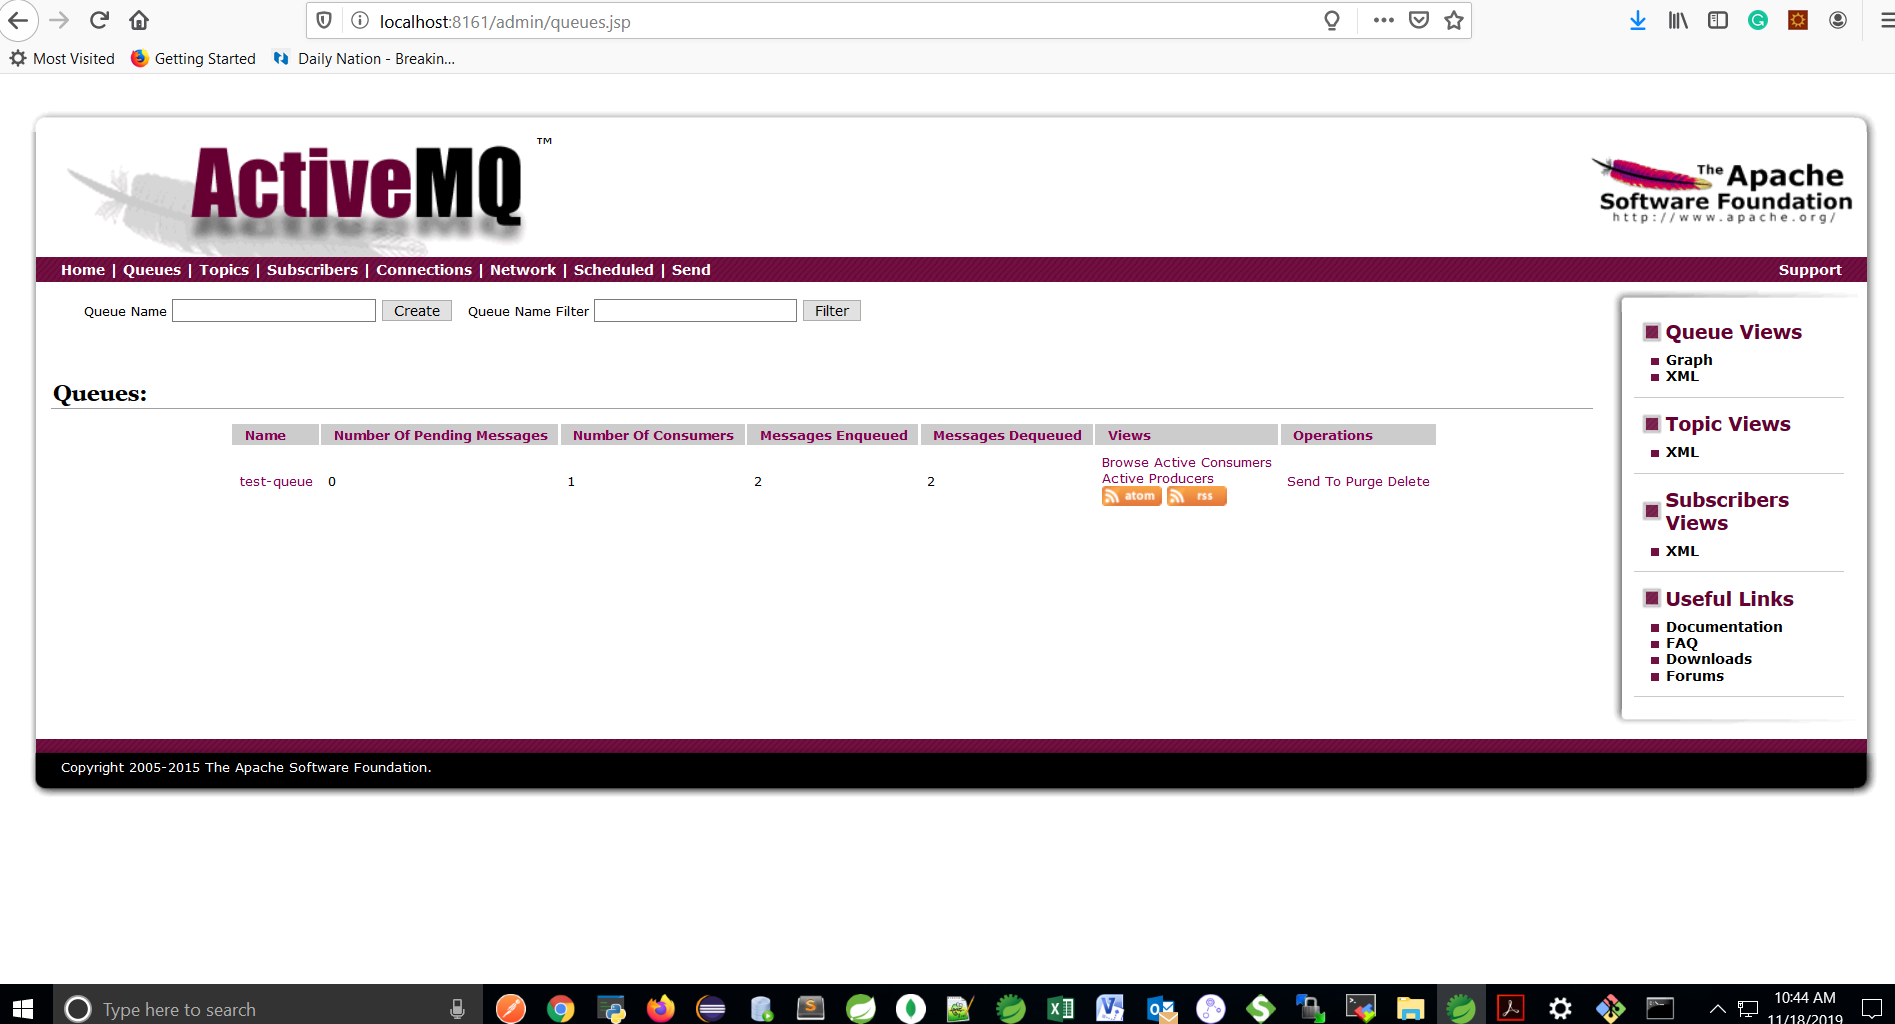 localhost:8161/admin/queues.jsp
Most Visited Getting Started Daily Nation - Breakin...
ActiveMQ ™
The Apache
Software Foundation
http://www.apache.org/
Home | Queues | Topics | Subscribers | Connections | Network | Scheduled | Send
Support
Queue Name Create Queue Name Filter Filter
Queues:
Name Number Of Pending Messages Number Of Consumers Messages Enqueued Messages Dequeued Views Operations
test-queue 0 1 2 2 Browse Active Consumers
Active Producers
atom rss
Send To Purge Delete
Queue Views
Graph
XML
Topic Views
XML
Subscribers
Views
XML
Useful Links
Documentation
FAQ
Downloads
Forums
Copyright 2005-2015 The Apache Software Foundation.
Type here to search
10:44 AM
11/18/2019